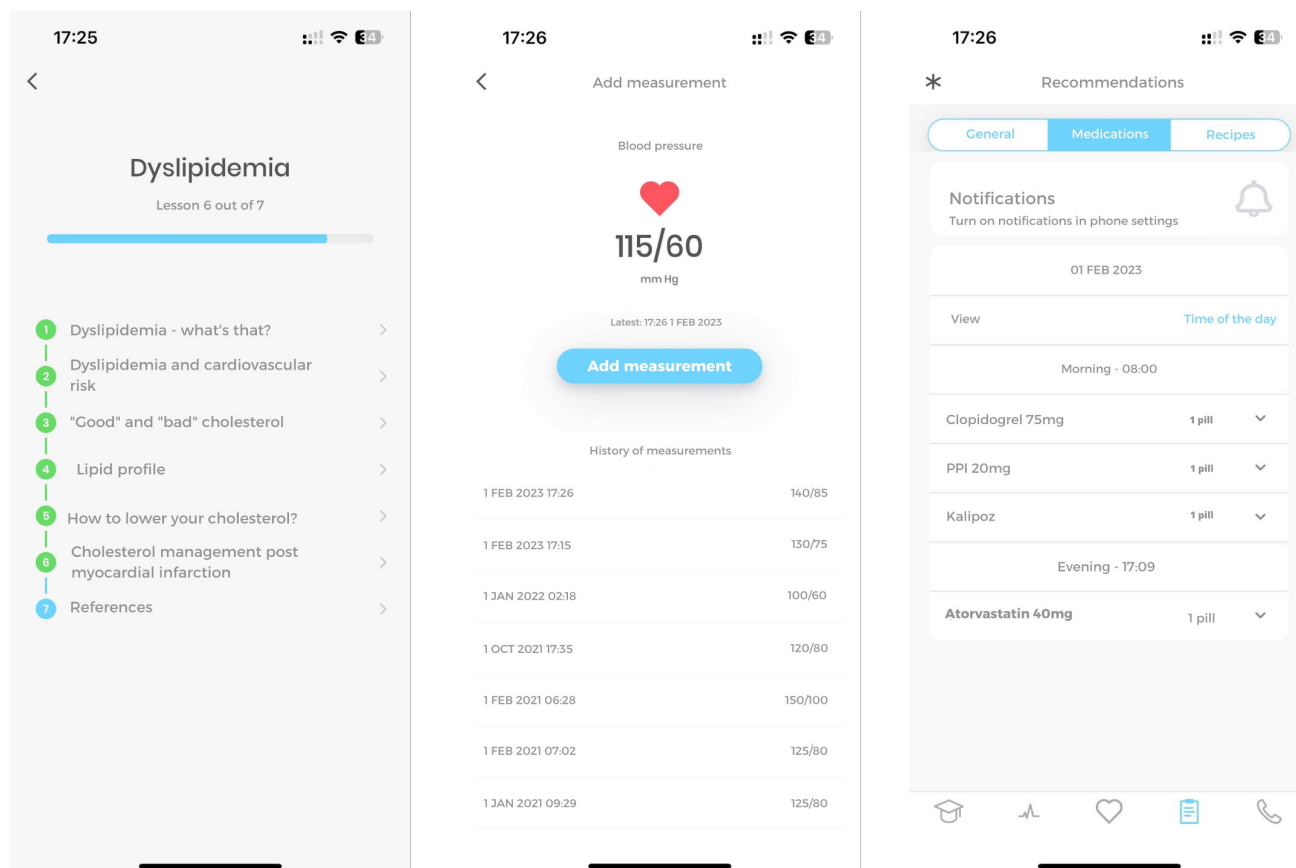 17:25
34
Dyslipidemia
Lesson 6 out of 7
1 Dyslipidemia - what's that?
2 Dyslipidemia and cardiovascular
risk
3 "Good" and "bad" cholesterol
4 Lipid profile
5 How to lower your cholesterol?
6 Cholesterol management post
myocardial infarction
7 References
17:26
34
Add measurement
Blood pressure
115/60
mm Hg
Latest: 17:26 1 FEB 2023
Add measurement
History of measurements
1 FEB 2023 17:26 140/85
1 FEB 2023 17:15 130/75
1 JAN 2022 02:18 100/60
1 OCT 2021 17:35 120/80
1 FEB 2021 06:28 150/100
1 FEB 2021 07:02 125/80
1 JAN 2021 09:29 125/80
17:26
34
Recommendations
General Medications Recipes
Notifications
Turn on notifications in phone settings
01 FEB 2023
View Time of the day
Morning - 08:00
Clopidogrel 75mg 1 pill
PPI 20mg 1 pill
Kalipoz 1 pill
Evening - 17:09
Atorvastatin 40mg 1 pill